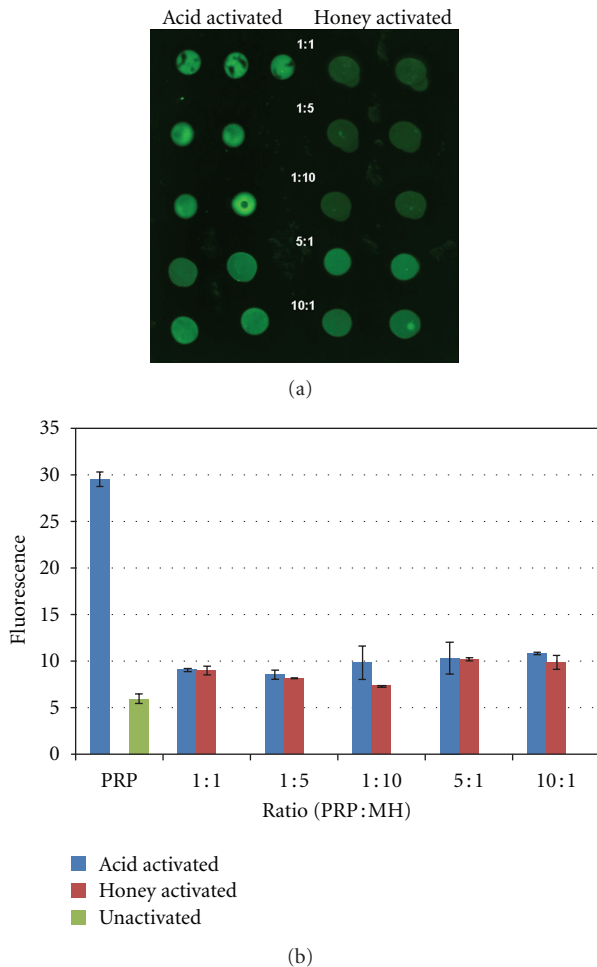 Acid activated Honey activated
1:1
1:5
1:10
5:1
10:1
(a)
35
30
25
20
15
10
5
0
Fluorescence
PRP 1:1 1:5 1:10 5:1 10:1
Ratio (PRP:MH)
Acid activated
Honey activated
Unactivated
(b)